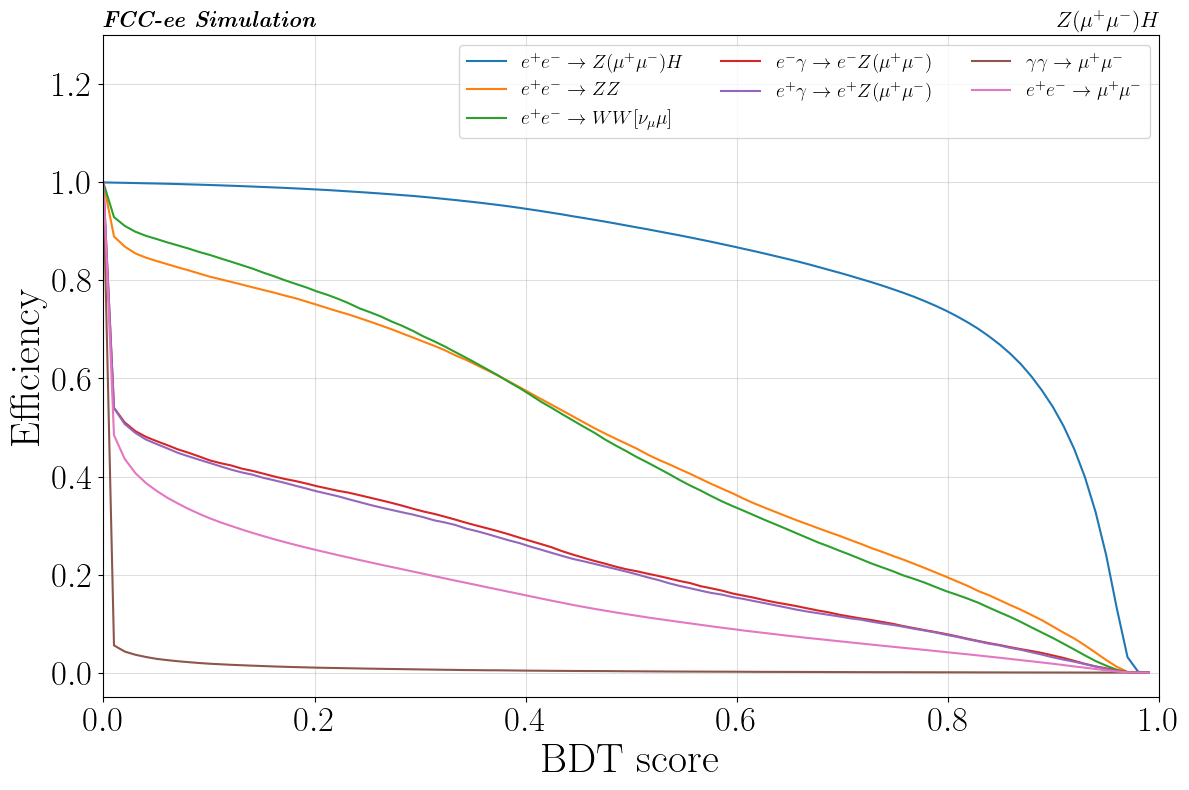 FCC-ee Simulation
Z(μ⁺μ⁻)H
e⁺e⁻ → Z(μ⁺μ⁻)H
e⁺e⁻ → ZZ
e⁺e⁻ → WW[ν_μμ]
e⁻γ → e⁻Z(μ⁺μ⁻)
e⁺γ → e⁺Z(μ⁺μ⁻)
γγ → μ⁺μ⁻
e⁺e⁻ → μ⁺μ⁻
Efficiency
1.2
1.0
0.8
0.6
0.4
0.2
0.0
0.0 0.2 0.4 0.6 0.8 1.0
BDT score